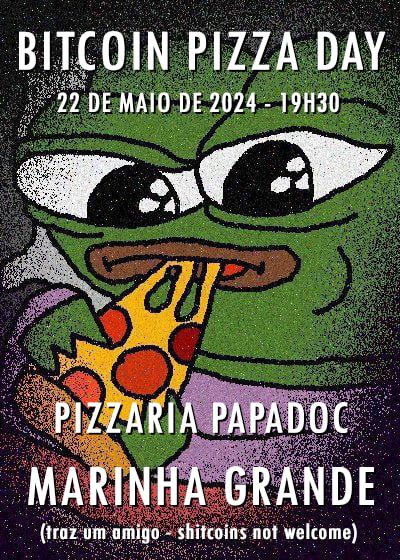 BITCOIN PIZZA DAY
22 DE MAIO DE 2024 - 19H30
PIZZARIA PAPADOC
MARINHA GRANDE
(traz um amigo - shitcoins not welcome)